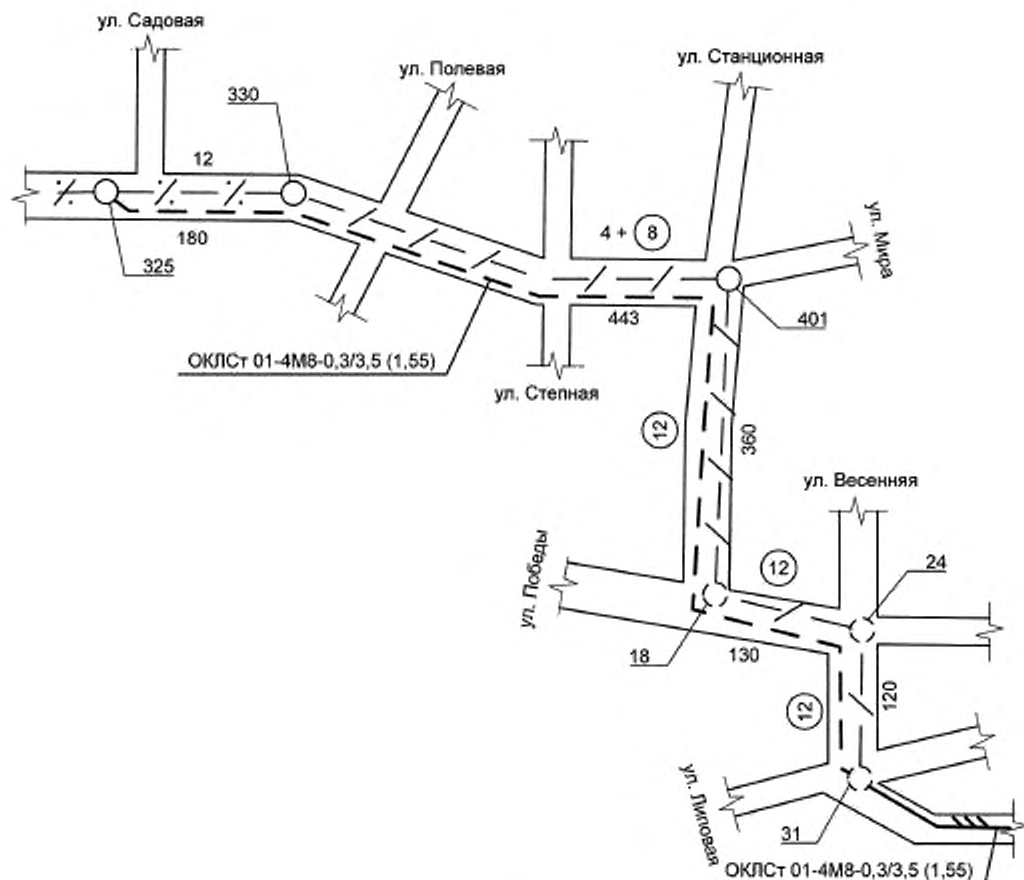 ул. Садовая
ул. Полевая
ул. Станционная
330
12
4 + 8
ул. Мира
180
325
443
401
ОКЛСт 01-4М8-0,3/3,5 (1,55)
ул. Степная
12
360
ул. Весенняя
ул. Победы
12
24
18
130
12
120
ул. Липовая
31
ОКЛСт 01-4М8-0,3/3,5 (1,55)